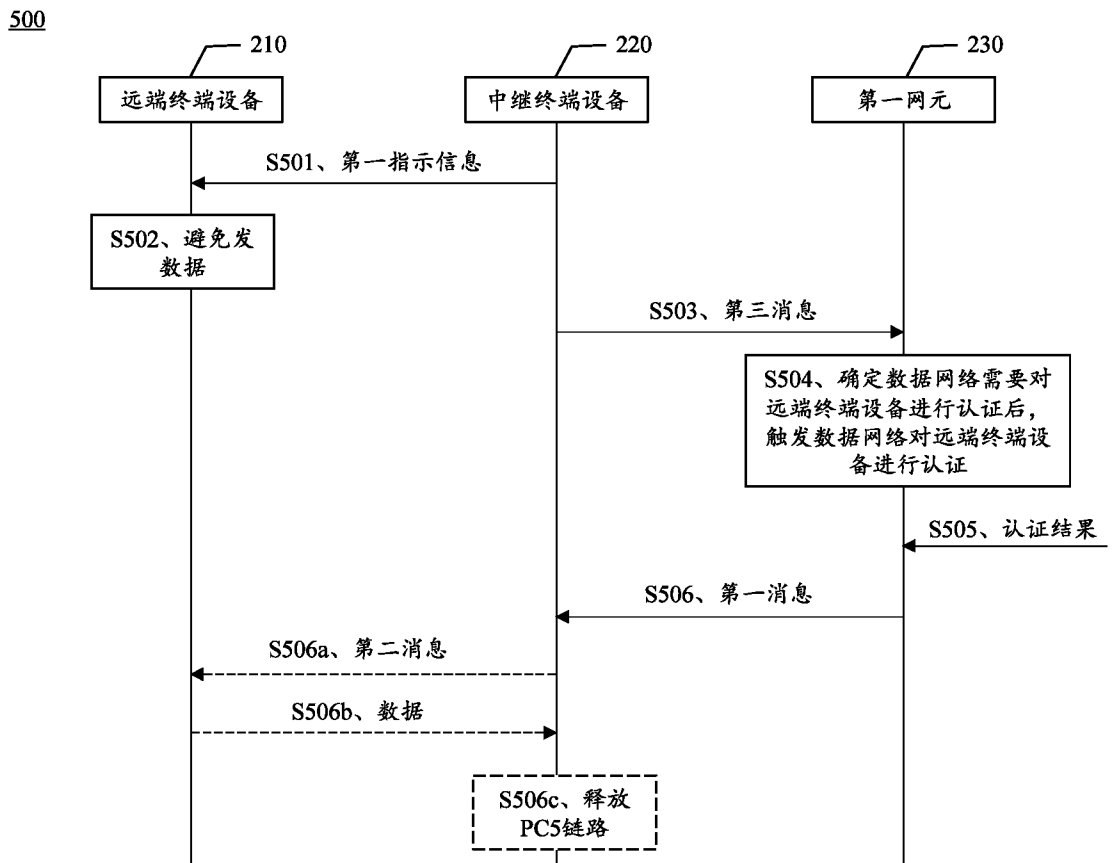 500
210
220
230
远端终端设备
中继终端设备
第一网元
S501、第一指示信息
S502、避免发
数据
S503、第三消息
S504、确定数据网络需要对
远端终端设备进行认证后，
触发数据网络对远端终端设
备进行认证
S505、认证结果
S506、第一消息
S506a、第二消息
S506b、数据
S506c、释放
PC5链路